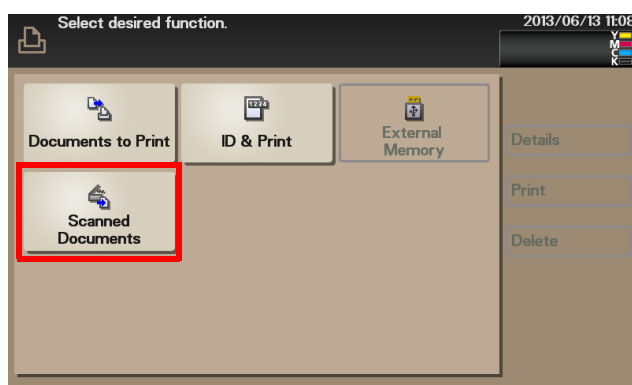 Select desired function.
2013/06/13 11:08
Y
M
C
K
Documents to Print
ID & Print
1234
External
Memory
Details
Scanned
Documents
Print
Delete